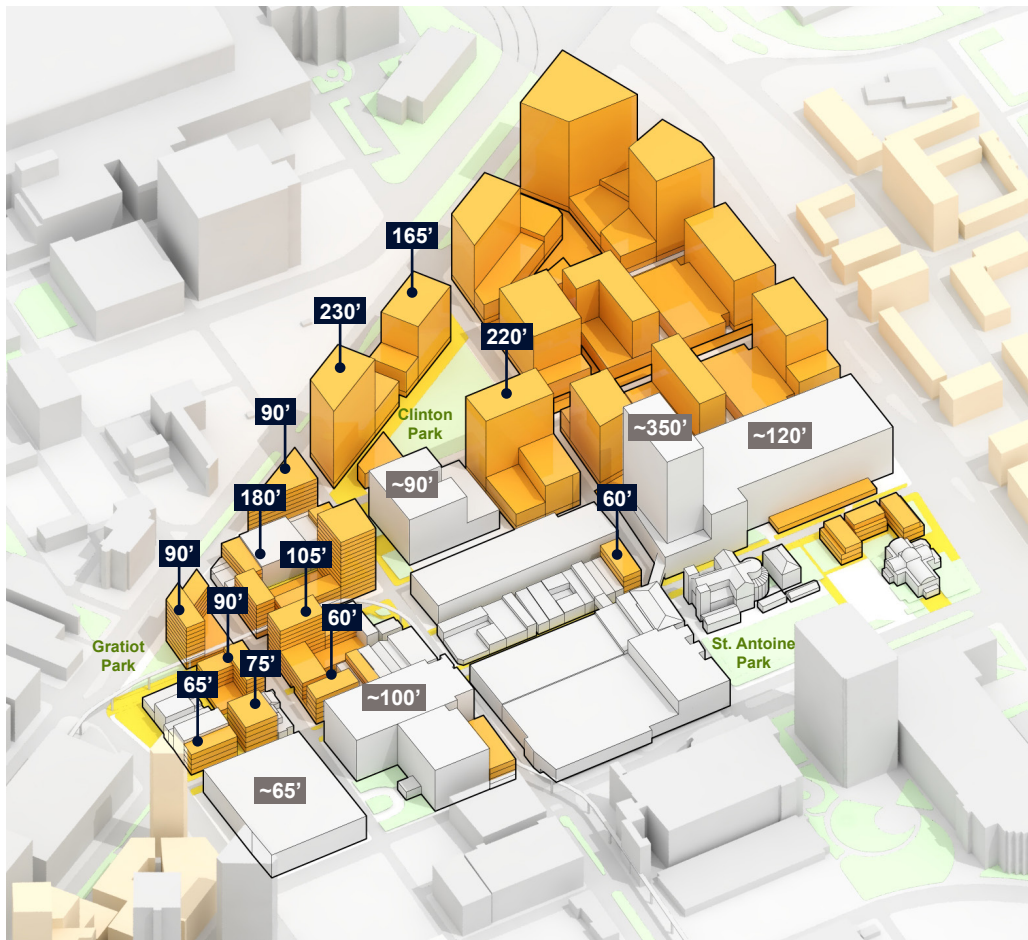 165’
230’
220’
Clinton
Park
90’
~350’
~120’
~90’
180’
60’
90’
105’
90’
60’
Gratiot
Park
St. Antoine
Park
75’
65’
~100’
~65’